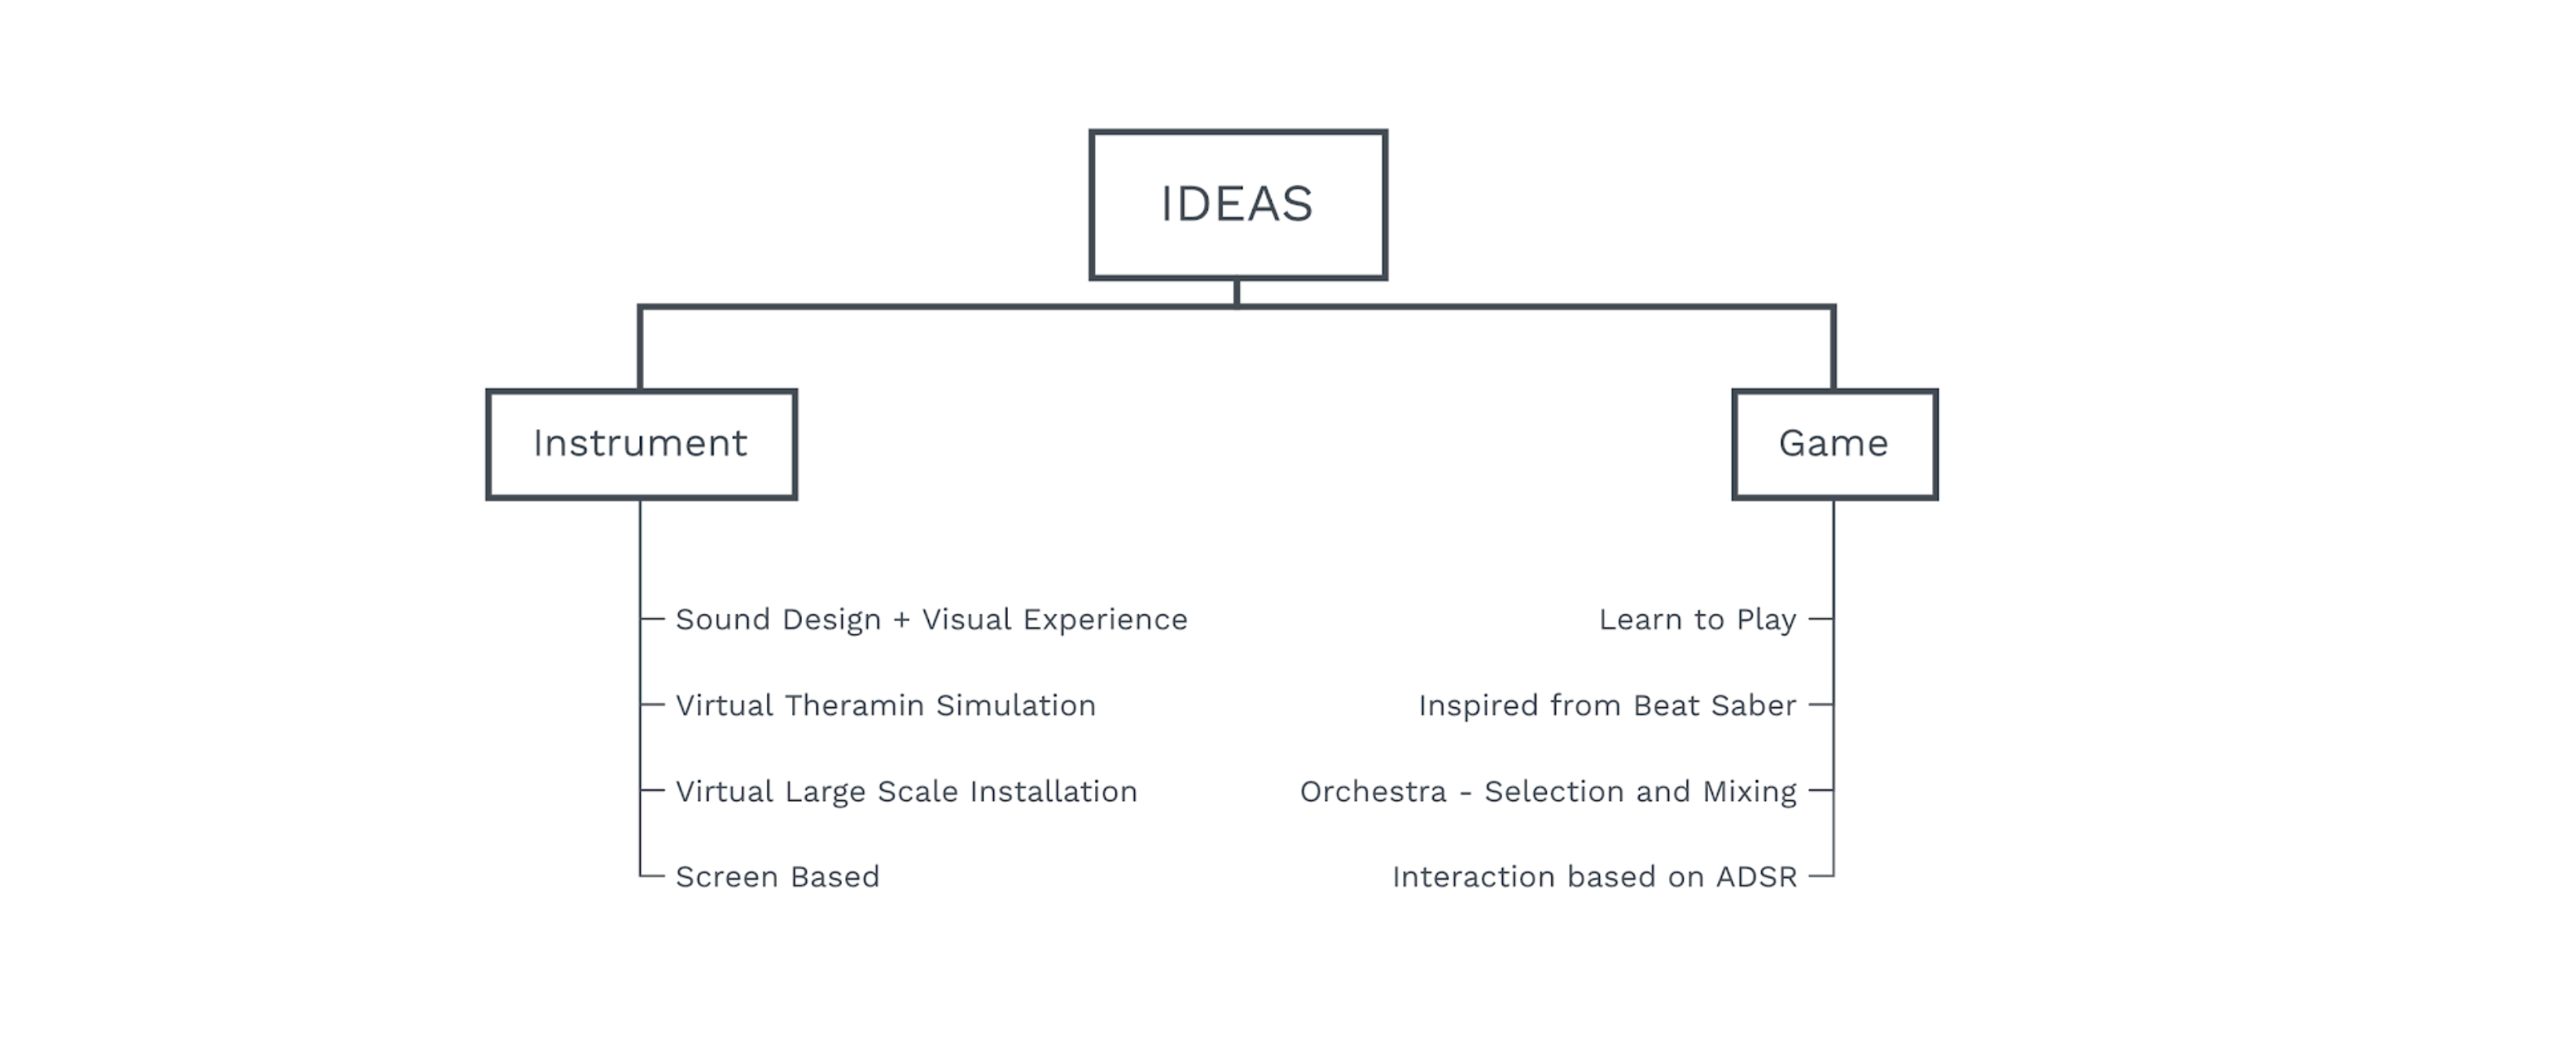 IDEAS
Instrument
Game
Sound Design + Visual Experience
Virtual Theramin Simulation
Virtual Large Scale Installation
Screen Based
Learn to Play
Inspired from Beat Saber
Orchestra - Selection and Mixing
Interaction based on ADSR